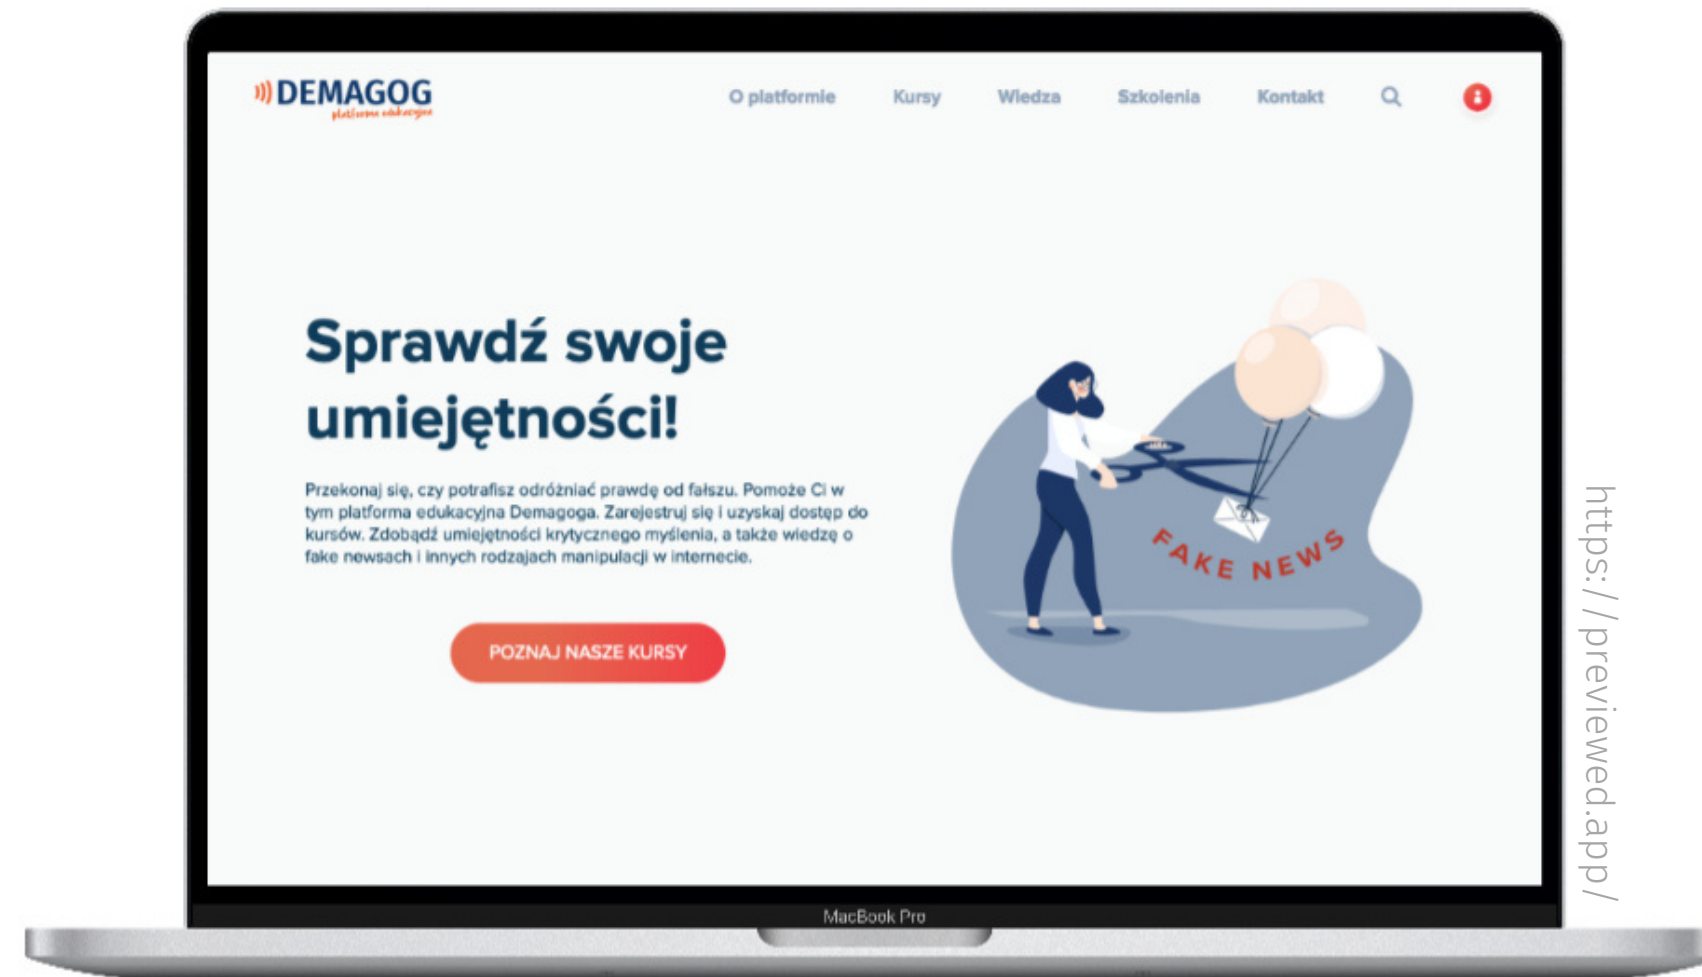 DEMAGOG
platforma edukacyjna
O platformie Kursy Wiedza Szkolenia Kontakt
Sprawdź swoje
umiejętności!
Przekonaj się, czy potrafisz odróżniać prawdę od fałszu. Pomoże Ci w
tym platforma edukacyjna Demagoga. Zarejestruj się i uzyskaj dostęp do
kursów. Zdobądź umiejętności krytycznego myślenia, a także wiedzę o
fake newsach i innych rodzajach manipulacji w internecie.
POZNAJ NASZE KURSY
FAKE NEWS
MacBook Pro
https://previewed.app/